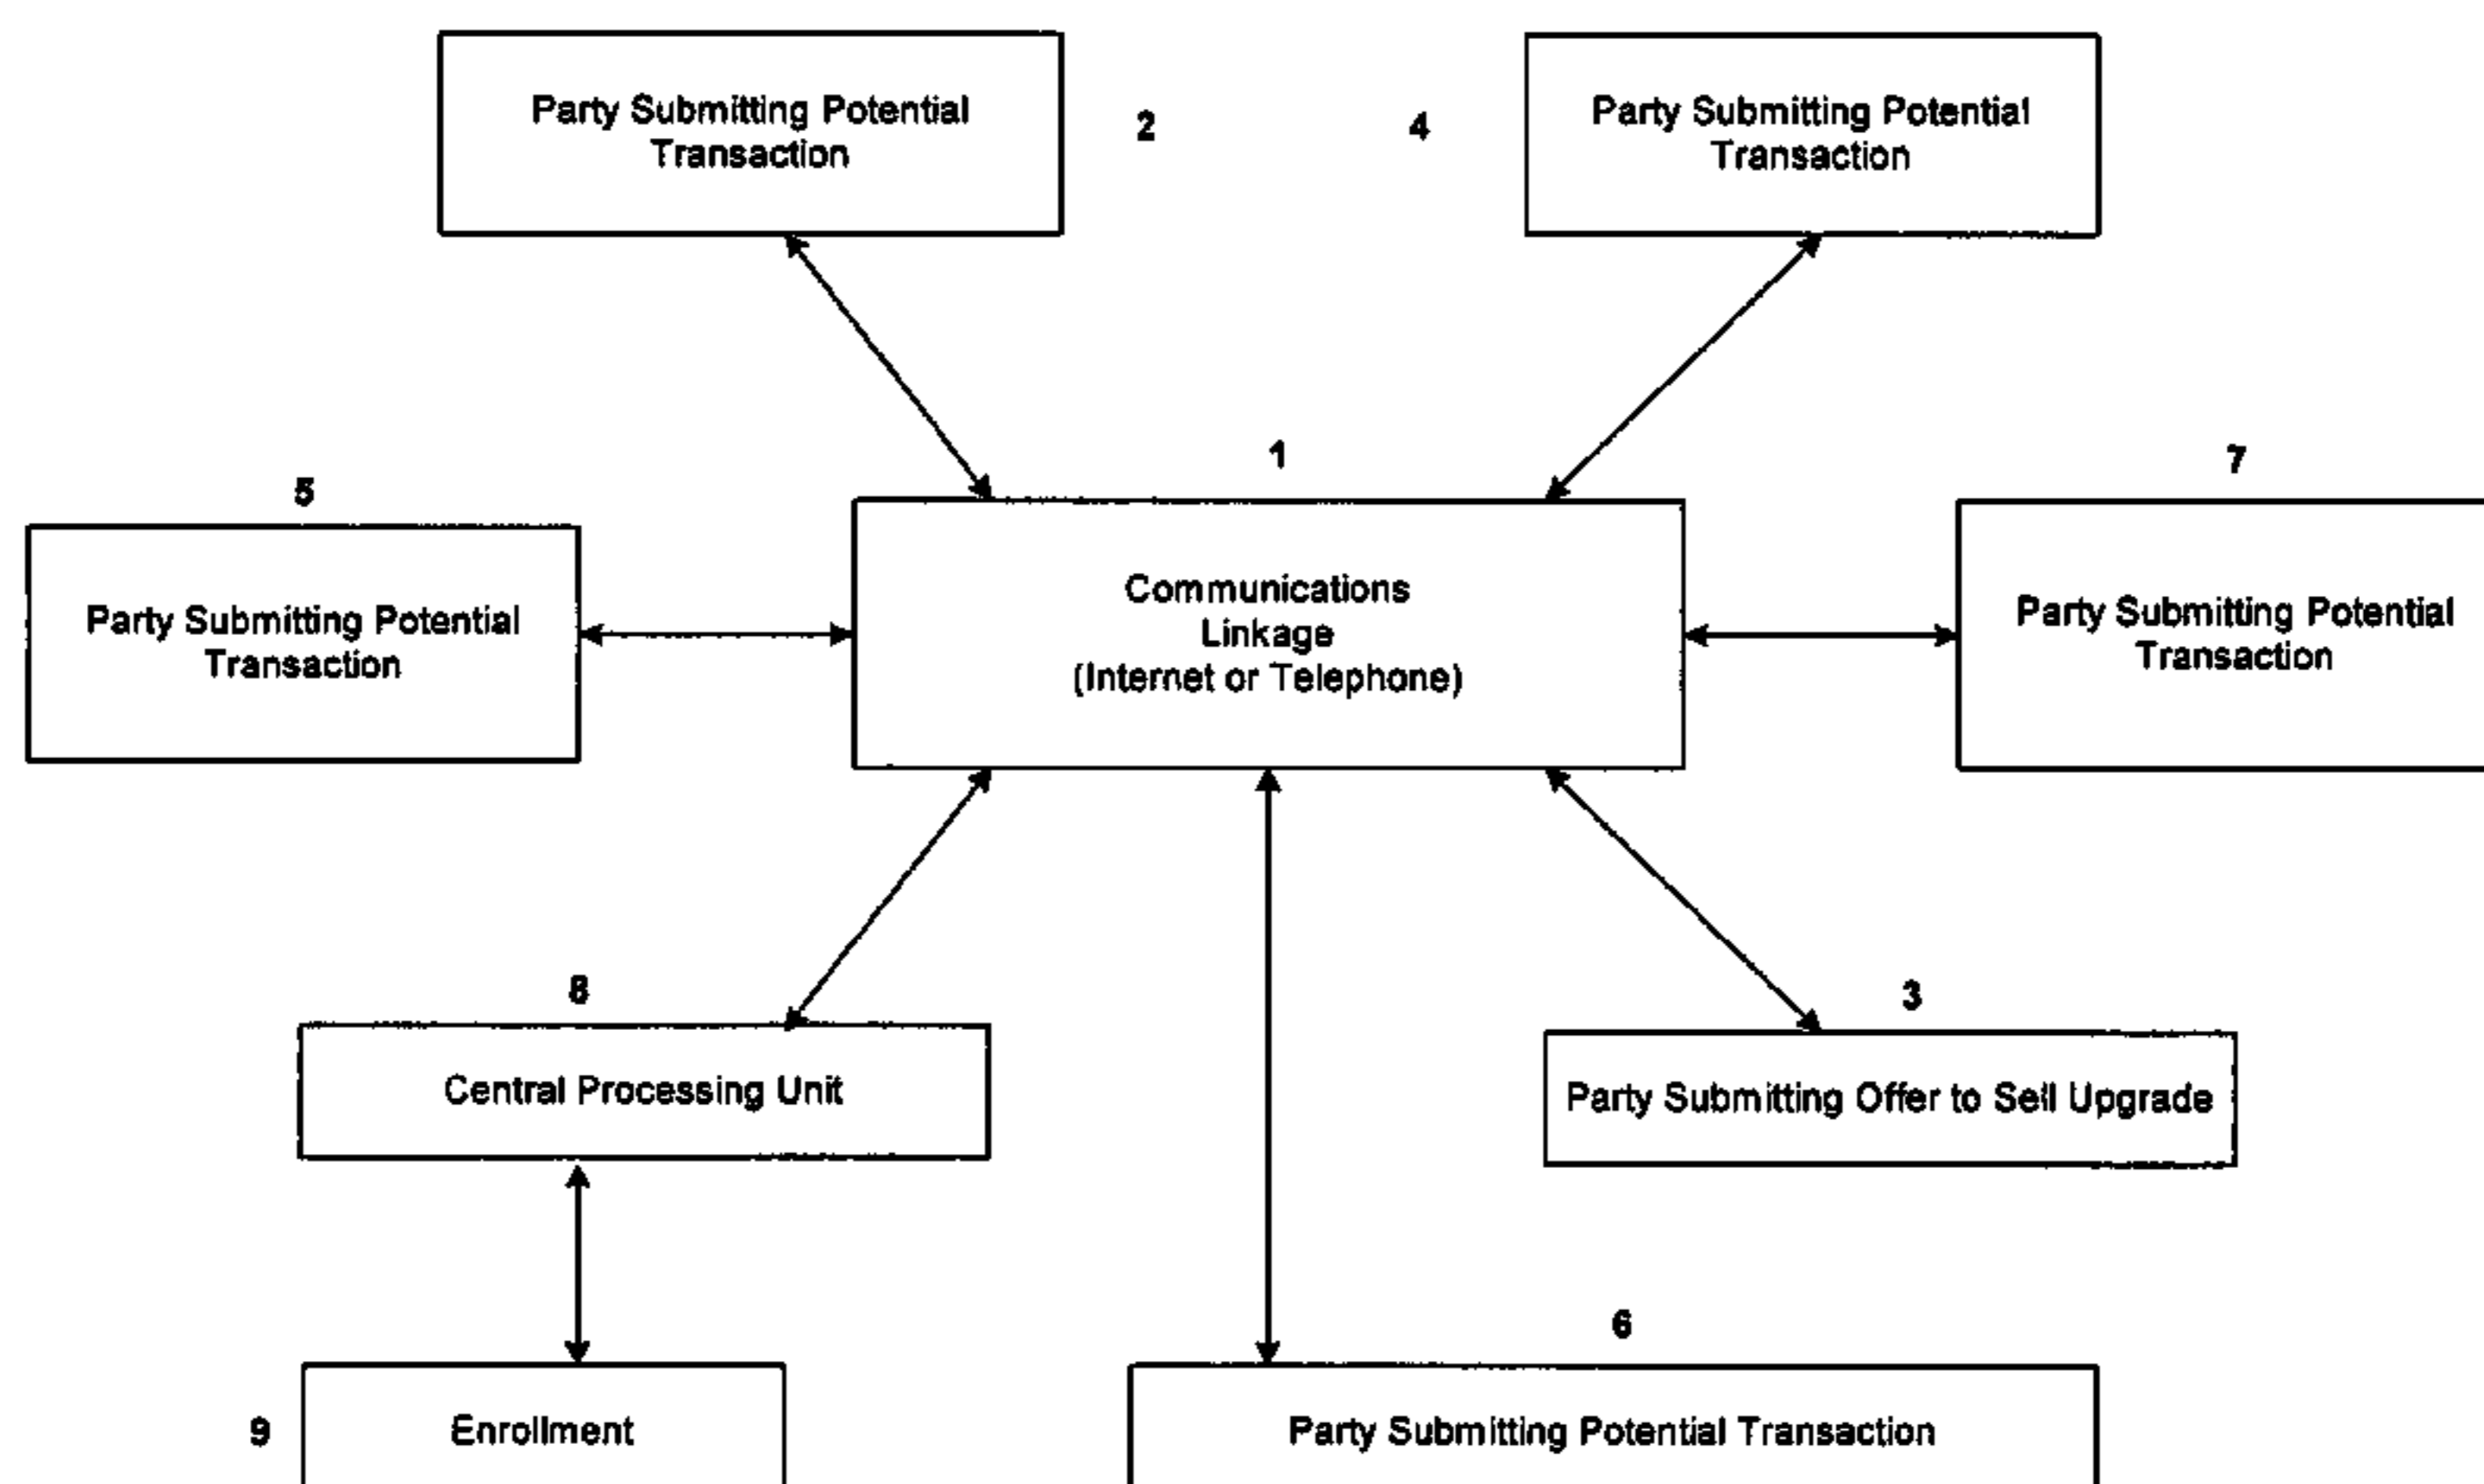 Party Submitting Potential
Transaction
2
4
Party Submitting Potential
Transaction
1
7
5
Party Submitting Potential
Transaction
Communications
Linkage
(Internet or Telephone)
Party Submitting Potential
Transaction
8
3
Central Processing Unit
Party Submitting Offer to Sell Upgrade
6
9
Enrollment
Party Submitting Potential Transaction